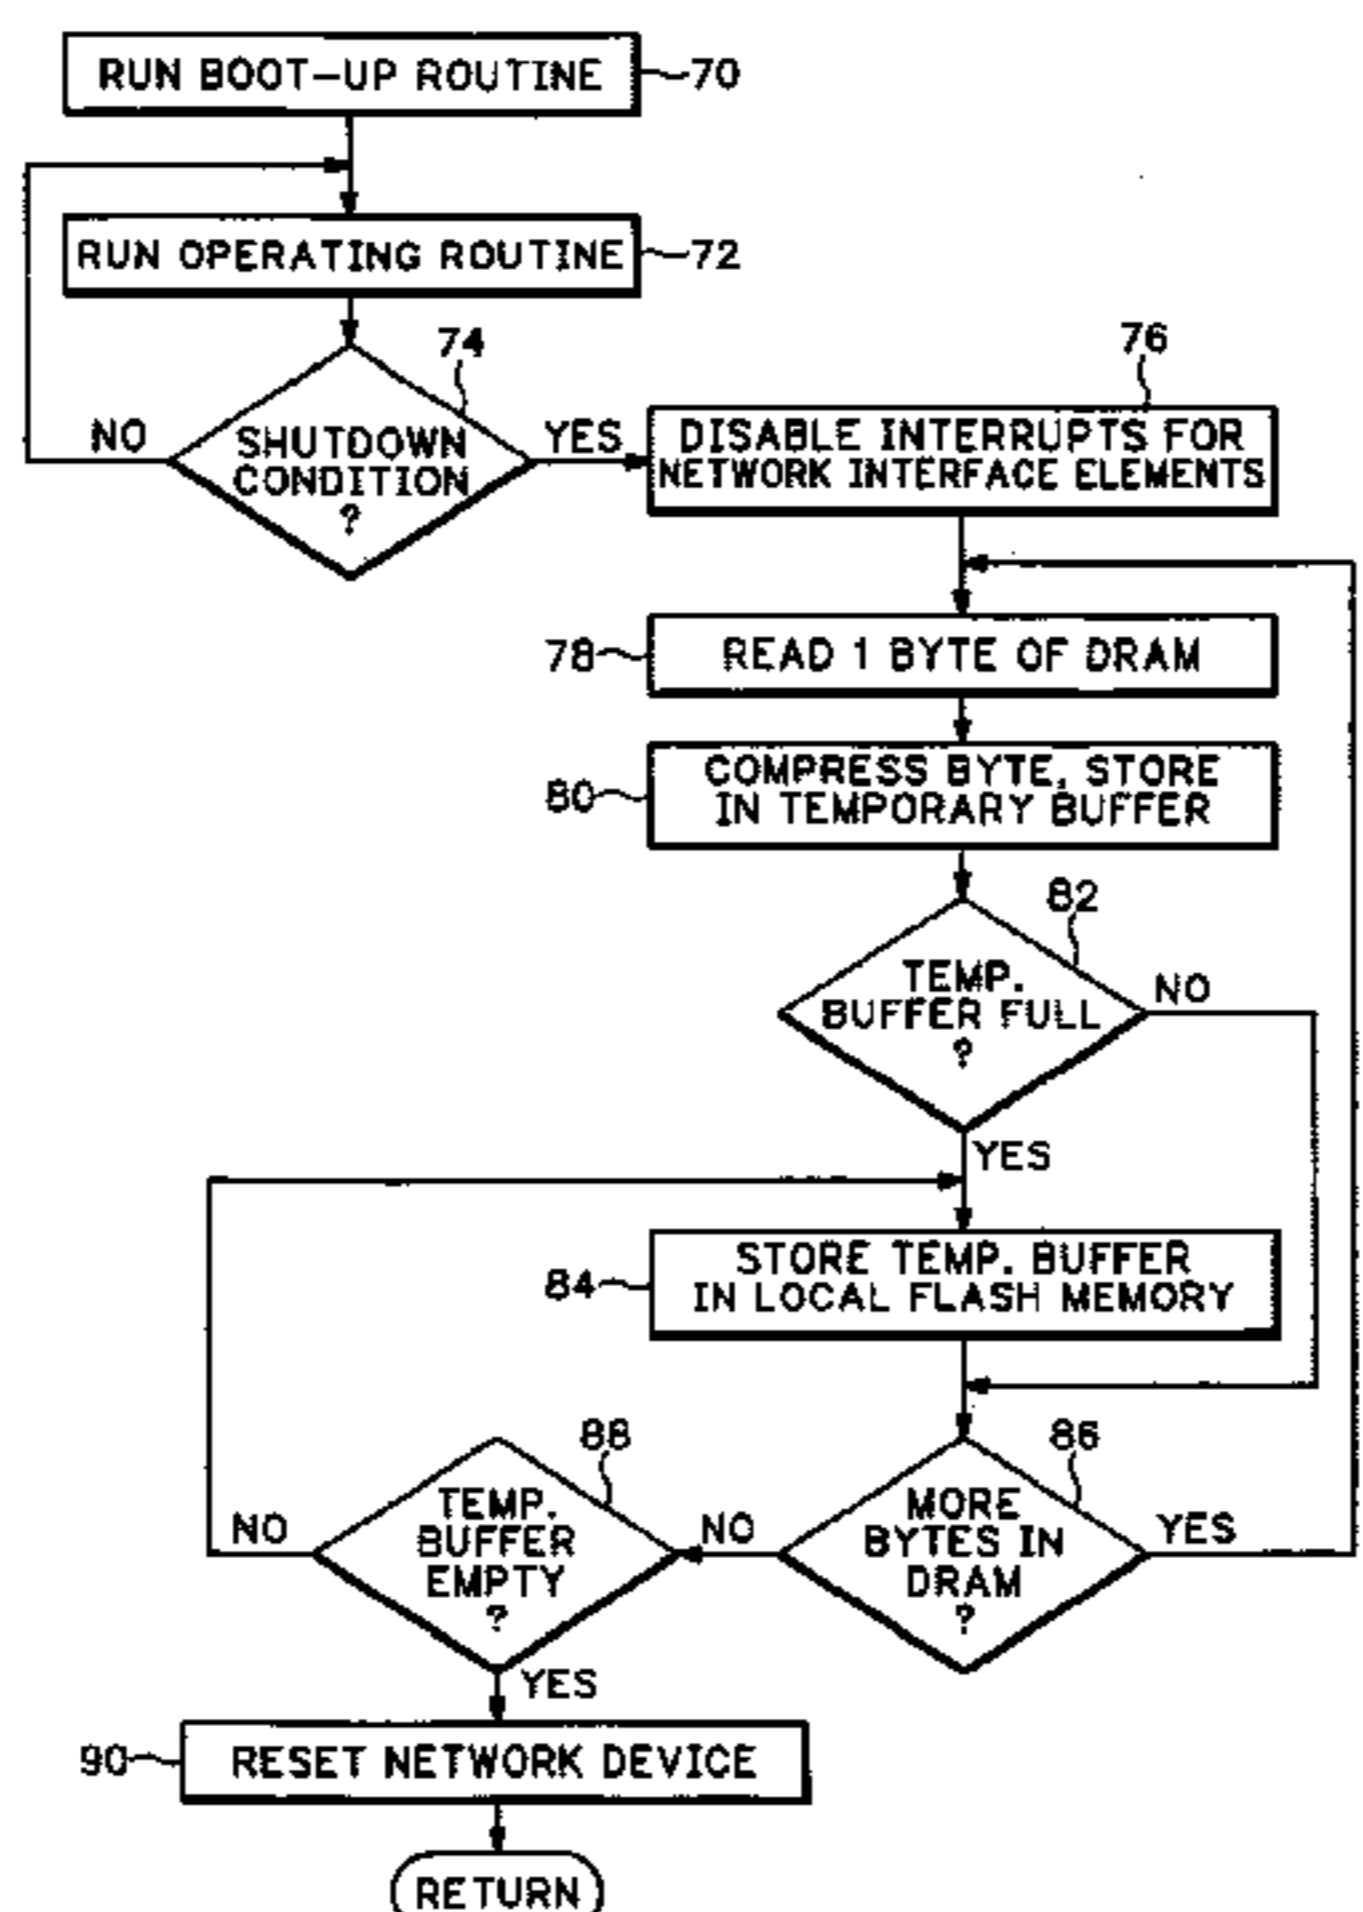 RUN BOOT-UP ROUTINE
70
RUN OPERATING ROUTINE
72
74
SHUTDOWN
CONDITION
?
NO
YES
76
DISABLE INTERRUPTS FOR
NETWORK INTERFACE ELEMENTS
78
READ 1 BYTE OF DRAM
80
COMPRESS BYTE, STORE
IN TEMPORARY BUFFER
82
TEMP.
BUFFER FULL
?
NO
YES
84
STORE TEMP. BUFFER
IN LOCAL FLASH MEMORY
86
MORE
BYTES IN
DRAM
?
YES
NO
88
TEMP.
BUFFER
EMPTY
?
NO
YES
90
RESET NETWORK DEVICE
RETURN